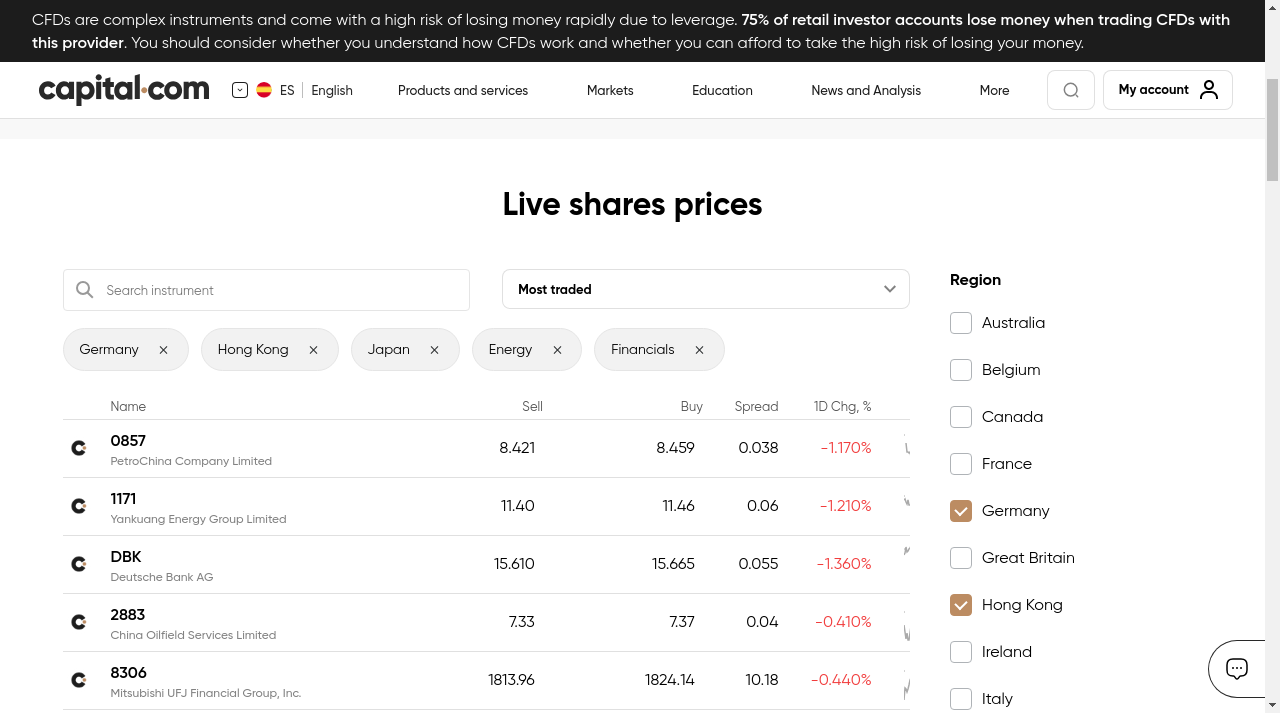 CFDs are complex instruments and come with a high risk of losing money rapidly due to leverage. 75% of retail investor accounts lose money when trading CFDs with
this provider. You should consider whether you understand how CFDs work and whether you can afford to take the high risk of losing your money.
capital.com
ES English
Products and services
Markets
Education
News and Analysis
More
My account
Live shares prices
Search instrument
Most traded
Germany
Hong Kong
Japan
Energy
Financials
Name Sell Buy Spread 1D Chg, %
0857 8.421 8.459 0.038 -1.170%
PetroChina Company Limited
1171 11.40 11.46 0.06 -1.210%
Yankuang Energy Group Limited
DBK 15.610 15.665 0.055 -1.360%
Deutsche Bank AG
2883 7.33 7.37 0.04 -0.410%
China Oilfield Services Limited
8306 1813.96 1824.14 10.18 -0.440%
Mitsubishi UFJ Financial Group, Inc.
Region
Australia
Belgium
Canada
France
Germany
Great Britain
Hong Kong
Ireland
Italy